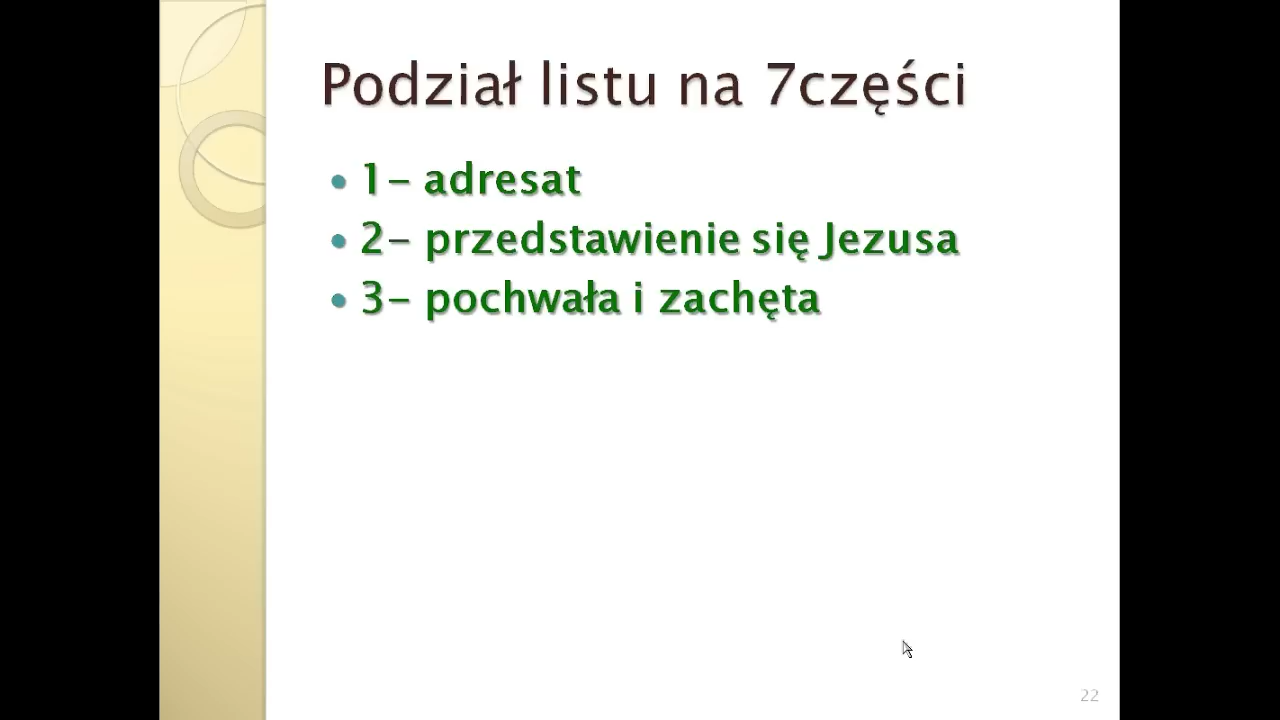 Podział listu na 7części
1- adresat
2- przedstawienie się Jezusa
3- pochwała i zachęta
22